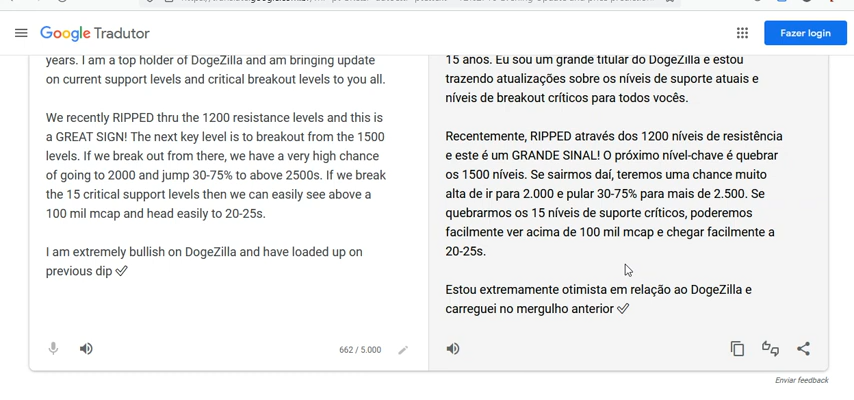 Google Tradutor
Fazer login
years. I am a top holder of DogeZilla and am bringing update
on current support levels and critical breakout levels to you all.
We recently RIPPED thru the 1200 resistance levels and this is
a GREAT SIGN! The next key level is to breakout from the 1500
levels. If we break out from there, we have a very high chance
of going to 2000 and jump 30-75% to above 2500s. If we break
the 15 critical support levels then we can easily see above a
100 mil mcap and head easily to 20-25s.
I am extremely bullish on DogeZilla and have loaded up on
previous dip ✅
662 / 5.000
15 anos. Eu sou um grande titular do DogeZilla e estou
trazendo atualizações sobre os níveis de suporte atuais e
níveis de breakout críticos para todos vocês.
Recentemente, RIPPED através dos 1200 níveis de resistência
e este é um GRANDE SINAL! O próximo nível-chave é quebrar
os 1500 níveis. Se sairmos daí, teremos uma chance muito
alta de ir para 2.000 e pular 30-75% para mais de 2.500. Se
quebrarmos os 15 níveis de suporte críticos, poderemos
facilmente ver acima de 100 mil mcap e chegar facilmente a
20-25s.
Estou extremamente otimista em relação ao DogeZilla e
carreguei no mergulho anterior ✅
Enviar feedback